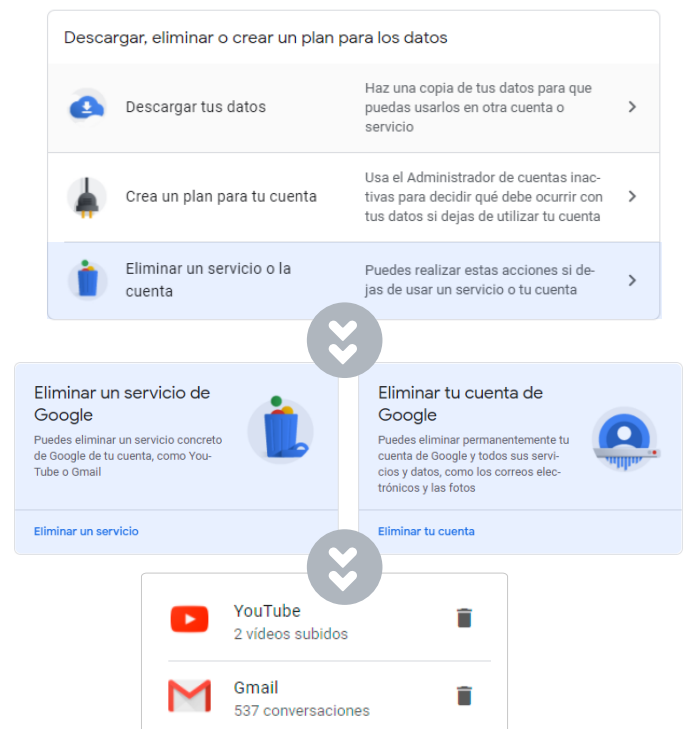 Descargar, eliminar o crear un plan para los datos
Descargar tus datos
Haz una copia de tus datos para que
puedas usarlos en otra cuenta o
servicio
Crea un plan para tu cuenta
Usa el Administrador de cuentas inac-
tivas para decidir qué debe ocurrir con
tus datos si dejas de utilizar tu cuenta
Eliminar un servicio o la
cuenta
Puedes realizar estas acciones si de-
jas de usar un servicio o tu cuenta
Eliminar un servicio de
Google
Puedes eliminar un servicio concreto
de Google de tu cuenta, como You-
Tube o Gmail
Eliminar un servicio
Eliminar tu cuenta de
Google
Puedes eliminar permanentemente tu
cuenta de Google y todos sus servi-
cios y datos, como los correos elec-
trónicos y las fotos
Eliminar tu cuenta
YouTube
2 vídeos subidos
Gmail
537 conversaciones